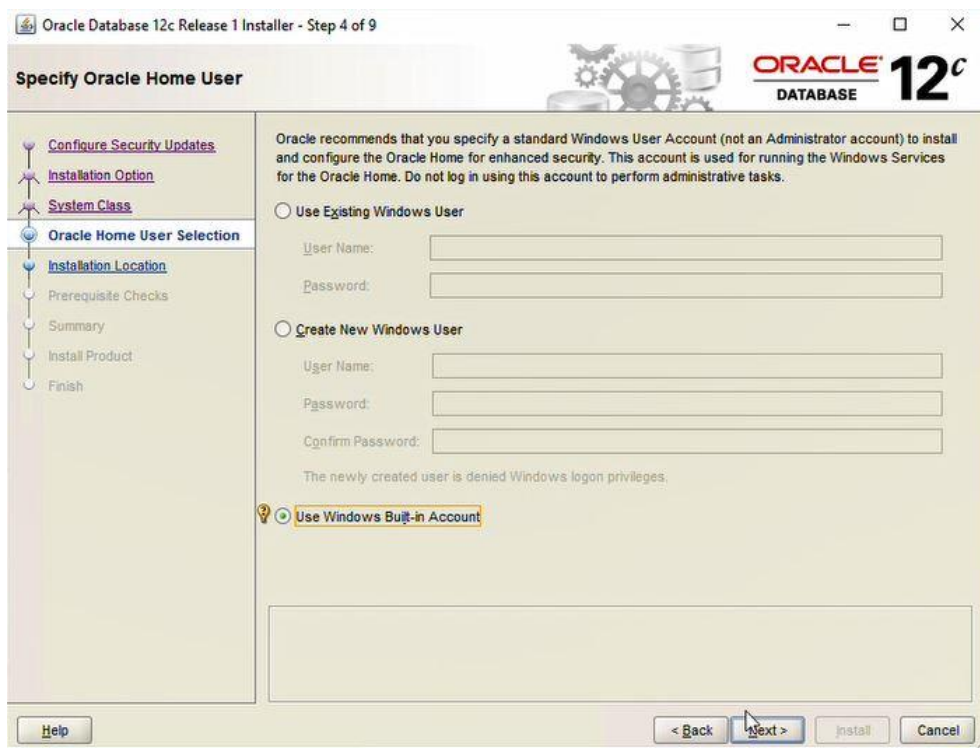 Oracle Database 12c Release 1 Installer - Step 4 of 9
Specify Oracle Home User
ORACLE
DATABASE
12c
Configure Security Updates
Installation Option
System Class
Oracle Home User Selection
Installation Location
Prerequisite Checks
Summary
Install Product
Finish
Oracle recommends that you specify a standard Windows User Account (not an Administrator account) to install
and configure the Oracle Home for enhanced security. This account is used for running the Windows Services
for the Oracle Home. Do not log in using this account to perform administrative tasks.
Use Existing Windows User
User Name:
Password:
Create New Windows User
User Name:
Password:
Confirm Password:
The newly created user is denied Windows logon privileges.
Use Windows Built-in Account
Help
< Back
Next >
Install
Cancel